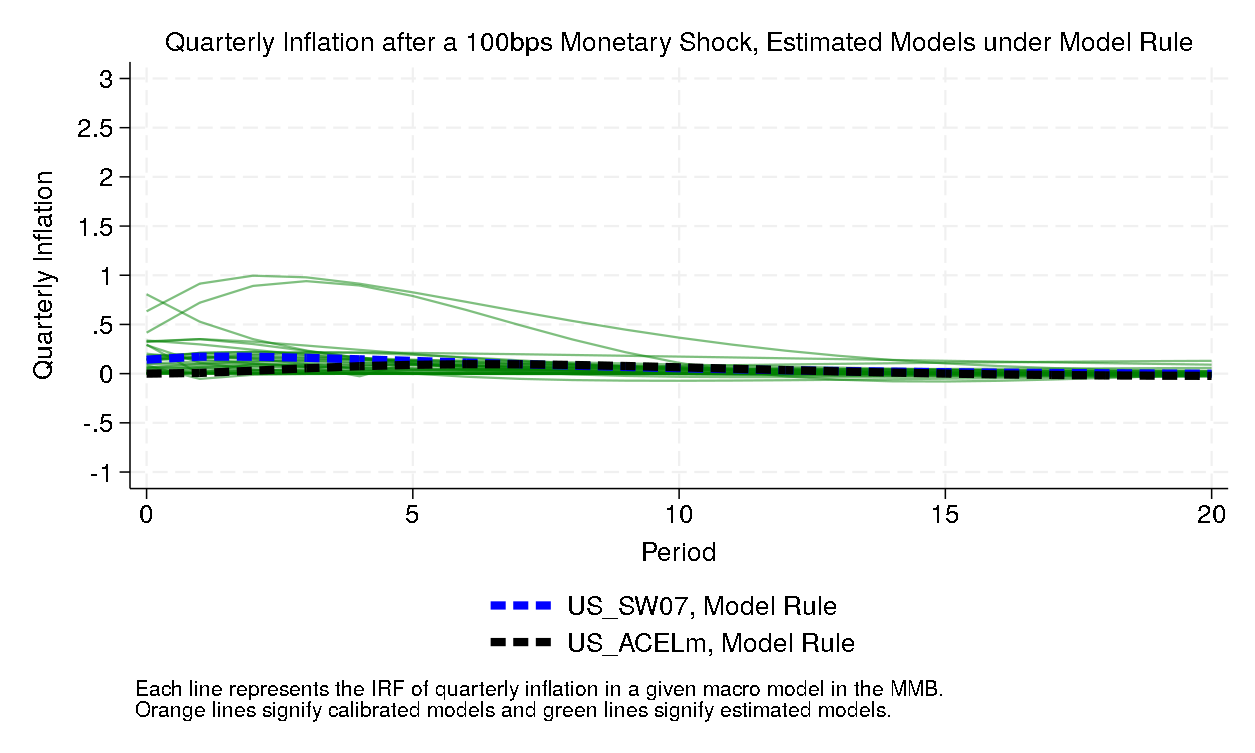 Quarterly Inflation after a 100bps Monetary Shock, Estimated Models under Model Rule
Quarterly Inflation
3
2.5
2
1.5
1
.5
0
-.5
-1
0 5 10 15 20
Period
US_SW07, Model Rule
US_ACELm, Model Rule
Each line represents the IRF of quarterly inflation in a given macro model in the MMB.
Orange lines signify calibrated models and green lines signify estimated models.